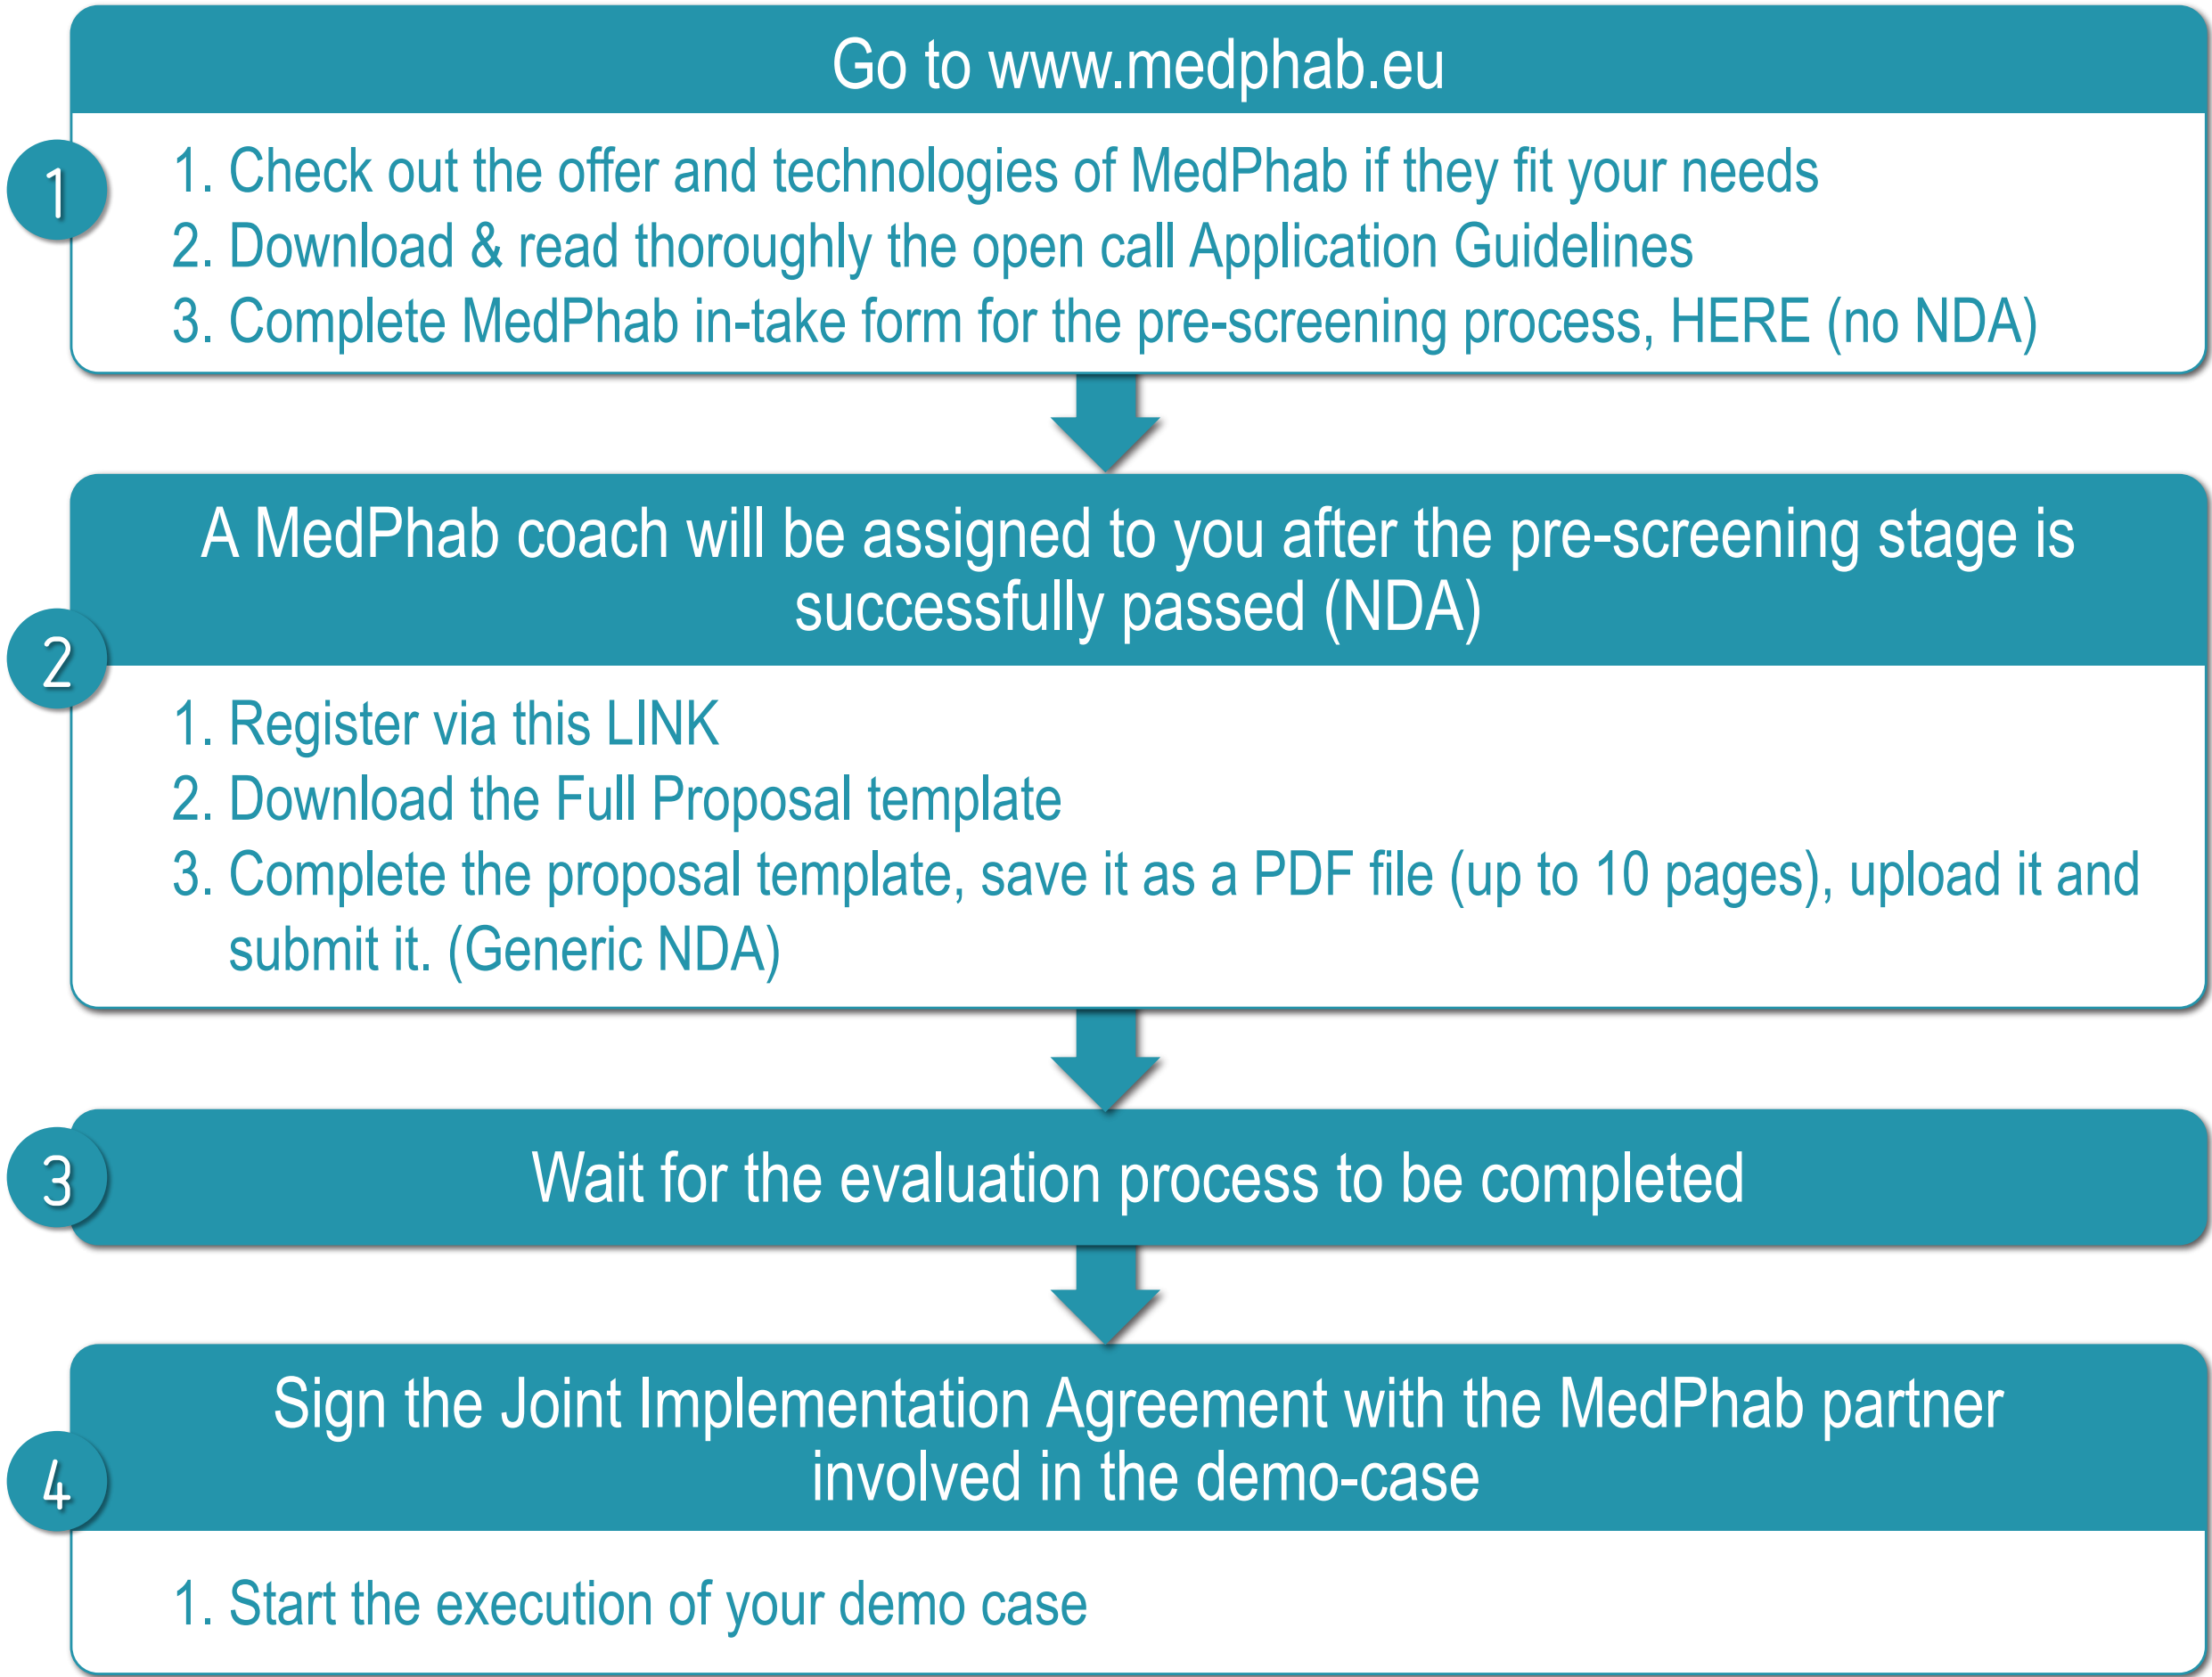 Go to www.medphab.eu
1
1. Check out the offer and technologies of MedPhab if they fit your needs
2. Download & read thoroughly the open call Application Guidelines
3. Complete MedPhab in-take form for the pre-screening process, HERE (no NDA)
A MedPhab coach will be assigned to you after the pre-screening stage is
successfully passed (NDA)
2
1. Register via this LINK
2. Download the Full Proposal template
3. Complete the proposal template, save it as a PDF file (up to 10 pages), upload it and
submit it. (Generic NDA)
3
Wait for the evaluation process to be completed
Sign the Joint Implementation Agreement with the MedPhab partner
involved in the demo-case
4
1. Start the execution of your demo case